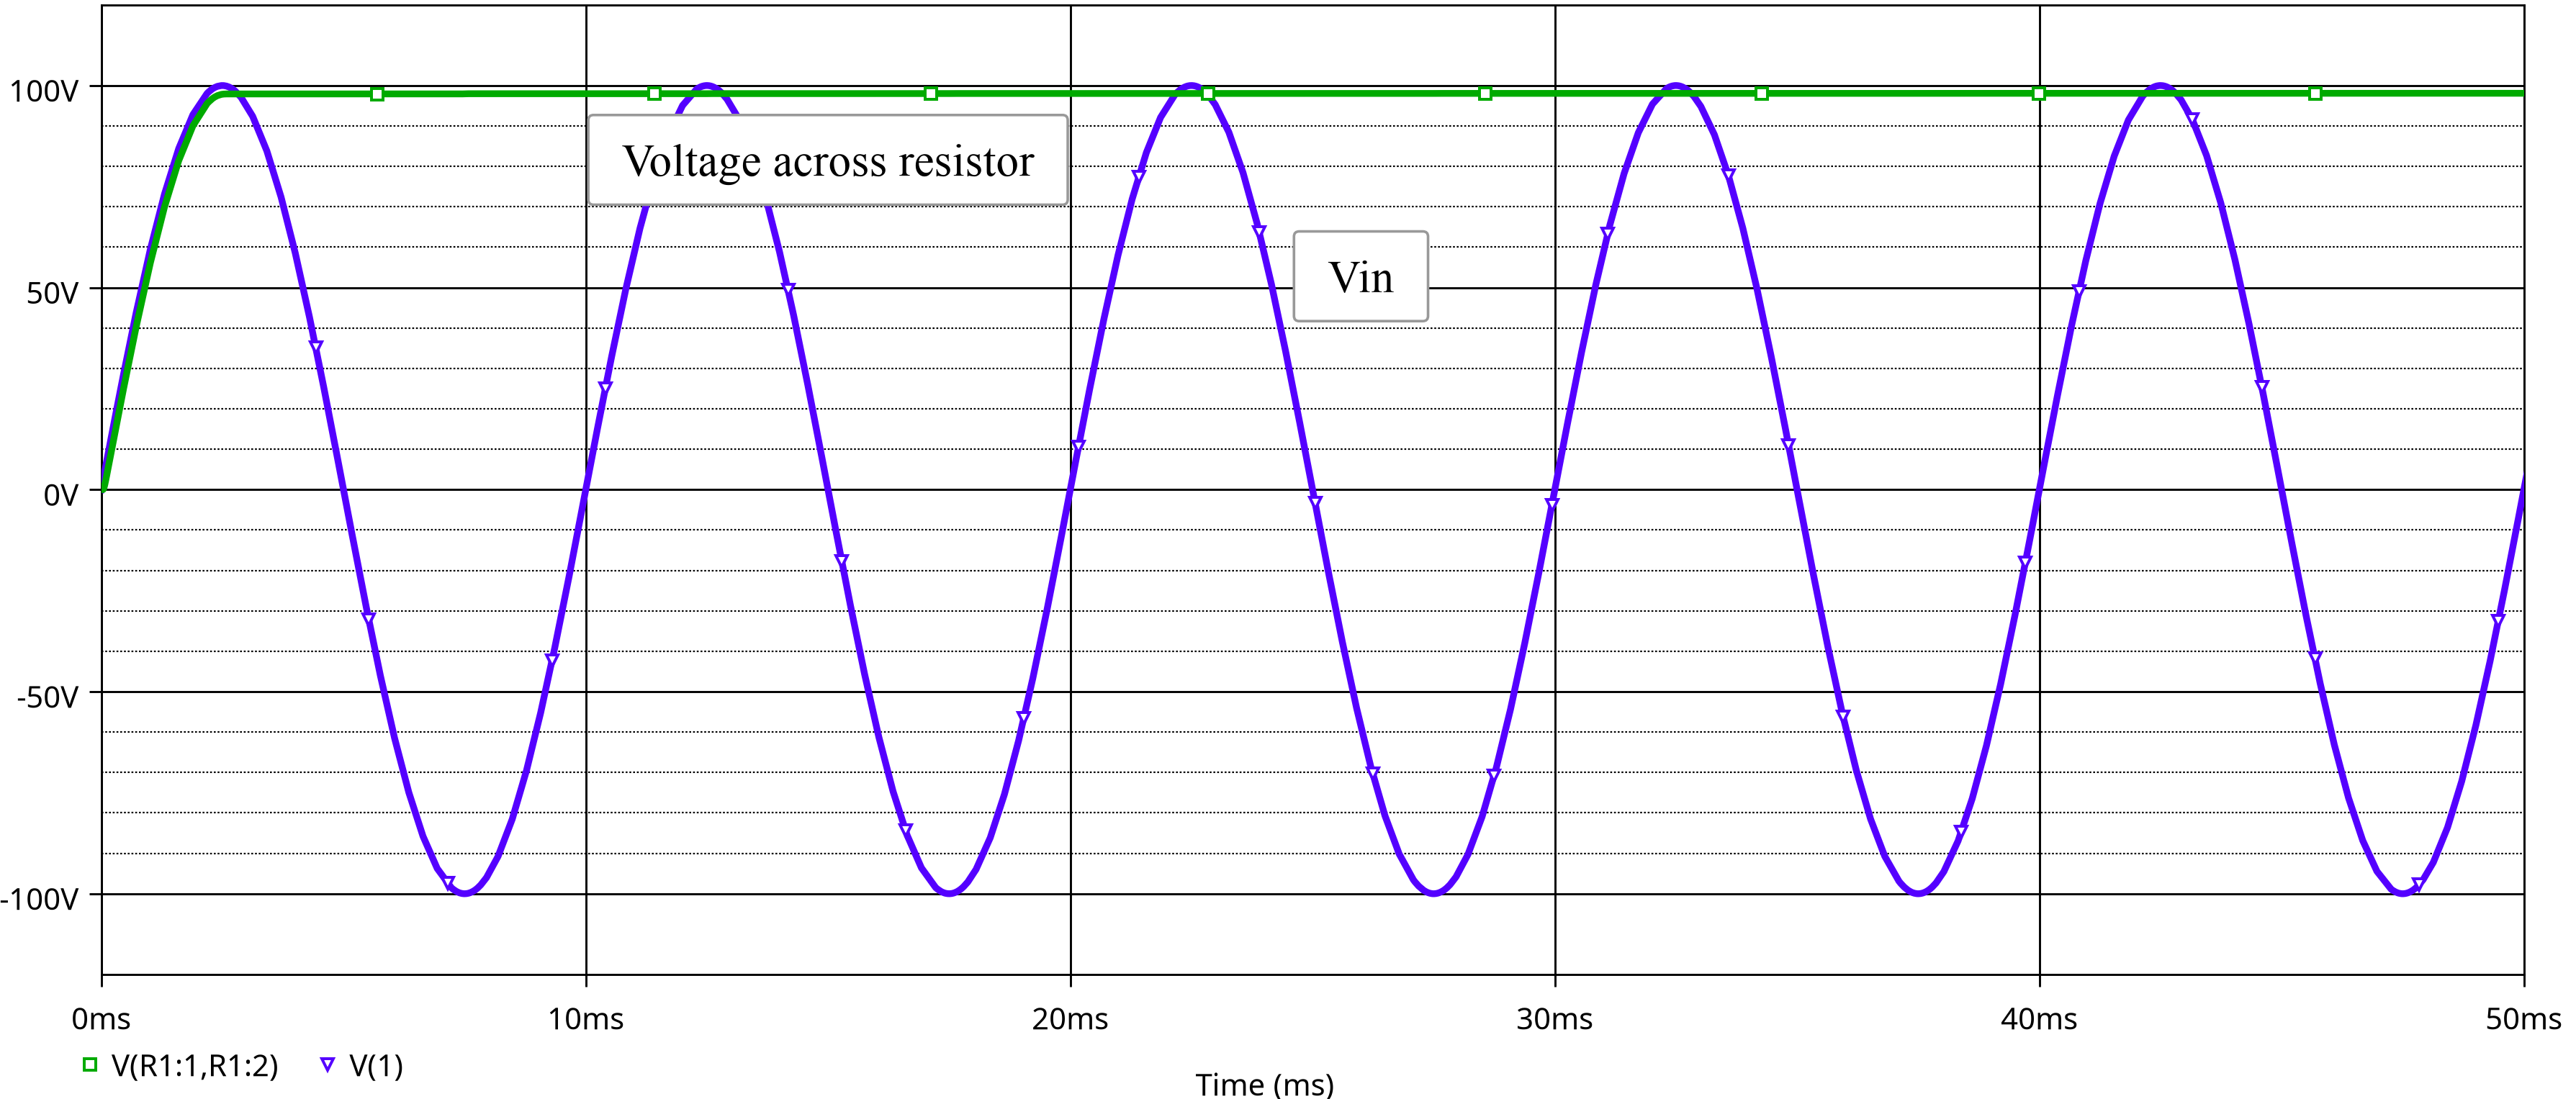 100V
Voltage across resistor
Vin
50V
0V
-50V
-100V
0ms 10ms 20ms 30ms 40ms 50ms
V(R1:1,R1:2) V(1)
Time (ms)